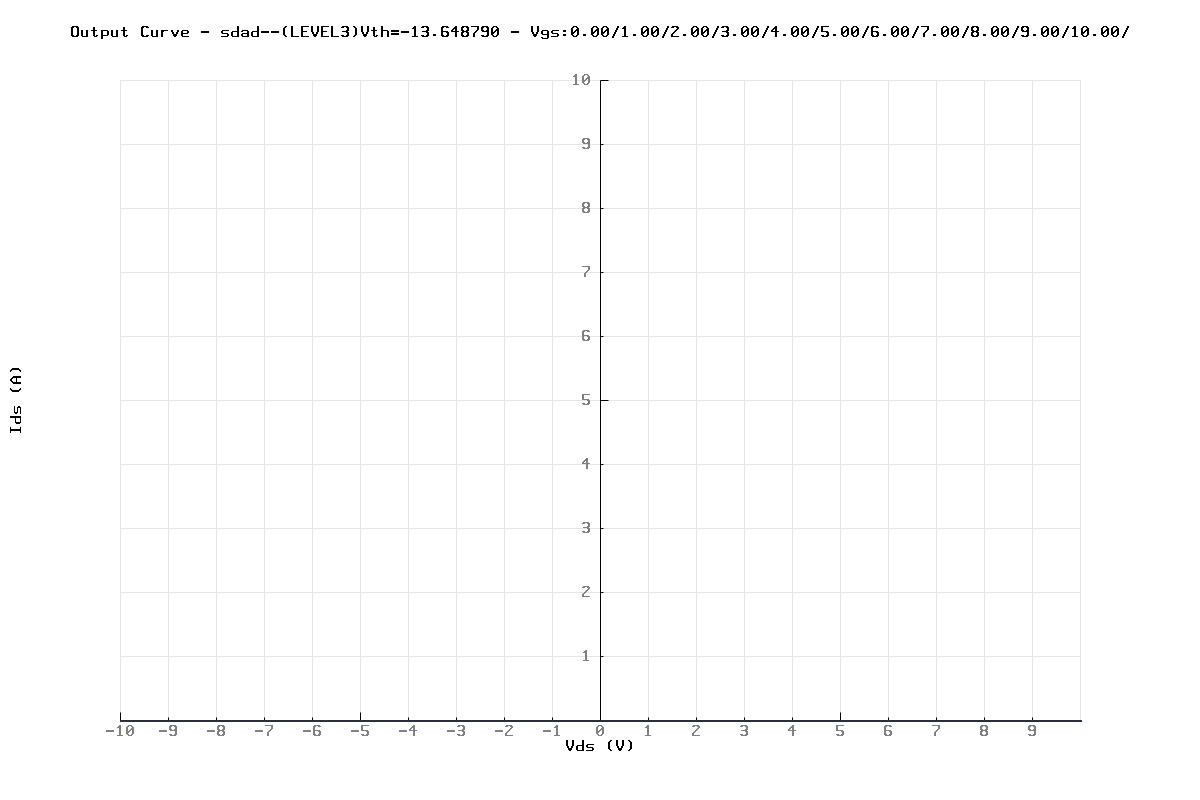 Output Curve - sdad--(LEVEL3)Vth=-13.648790 - Vgs:0.00/1.00/2.00/3.00/4.00/5.00/6.00/7.00/8.00/9.00/10.00/
10
9
8
7
6
5
4
3
2
1
Ids (A)
-10 -9 -8 -7 -6 -5 -4 -3 -2 -1 0 1 2 3 4 5 6 7 8 9
Vds (V)